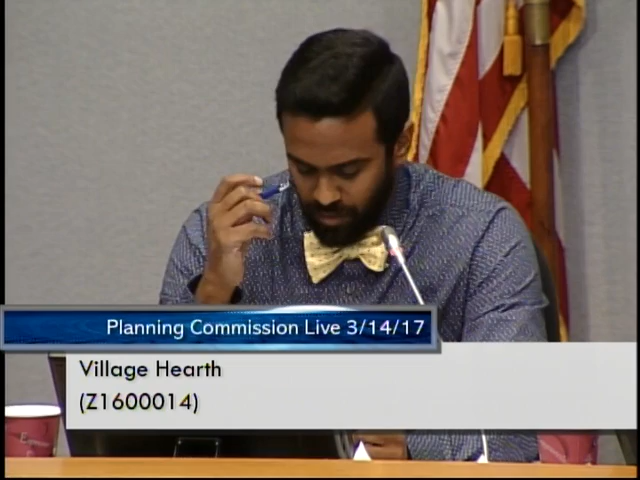 Planning Commission Live 3/14/17
Village Hearth
(Z1600014)